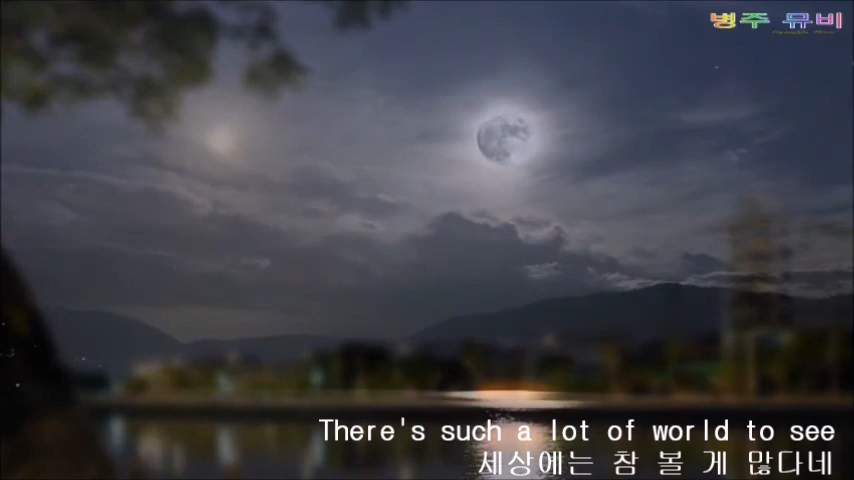 병주 뮤비
There's such a lot of world to see
세상에는 참 볼 게 많다네